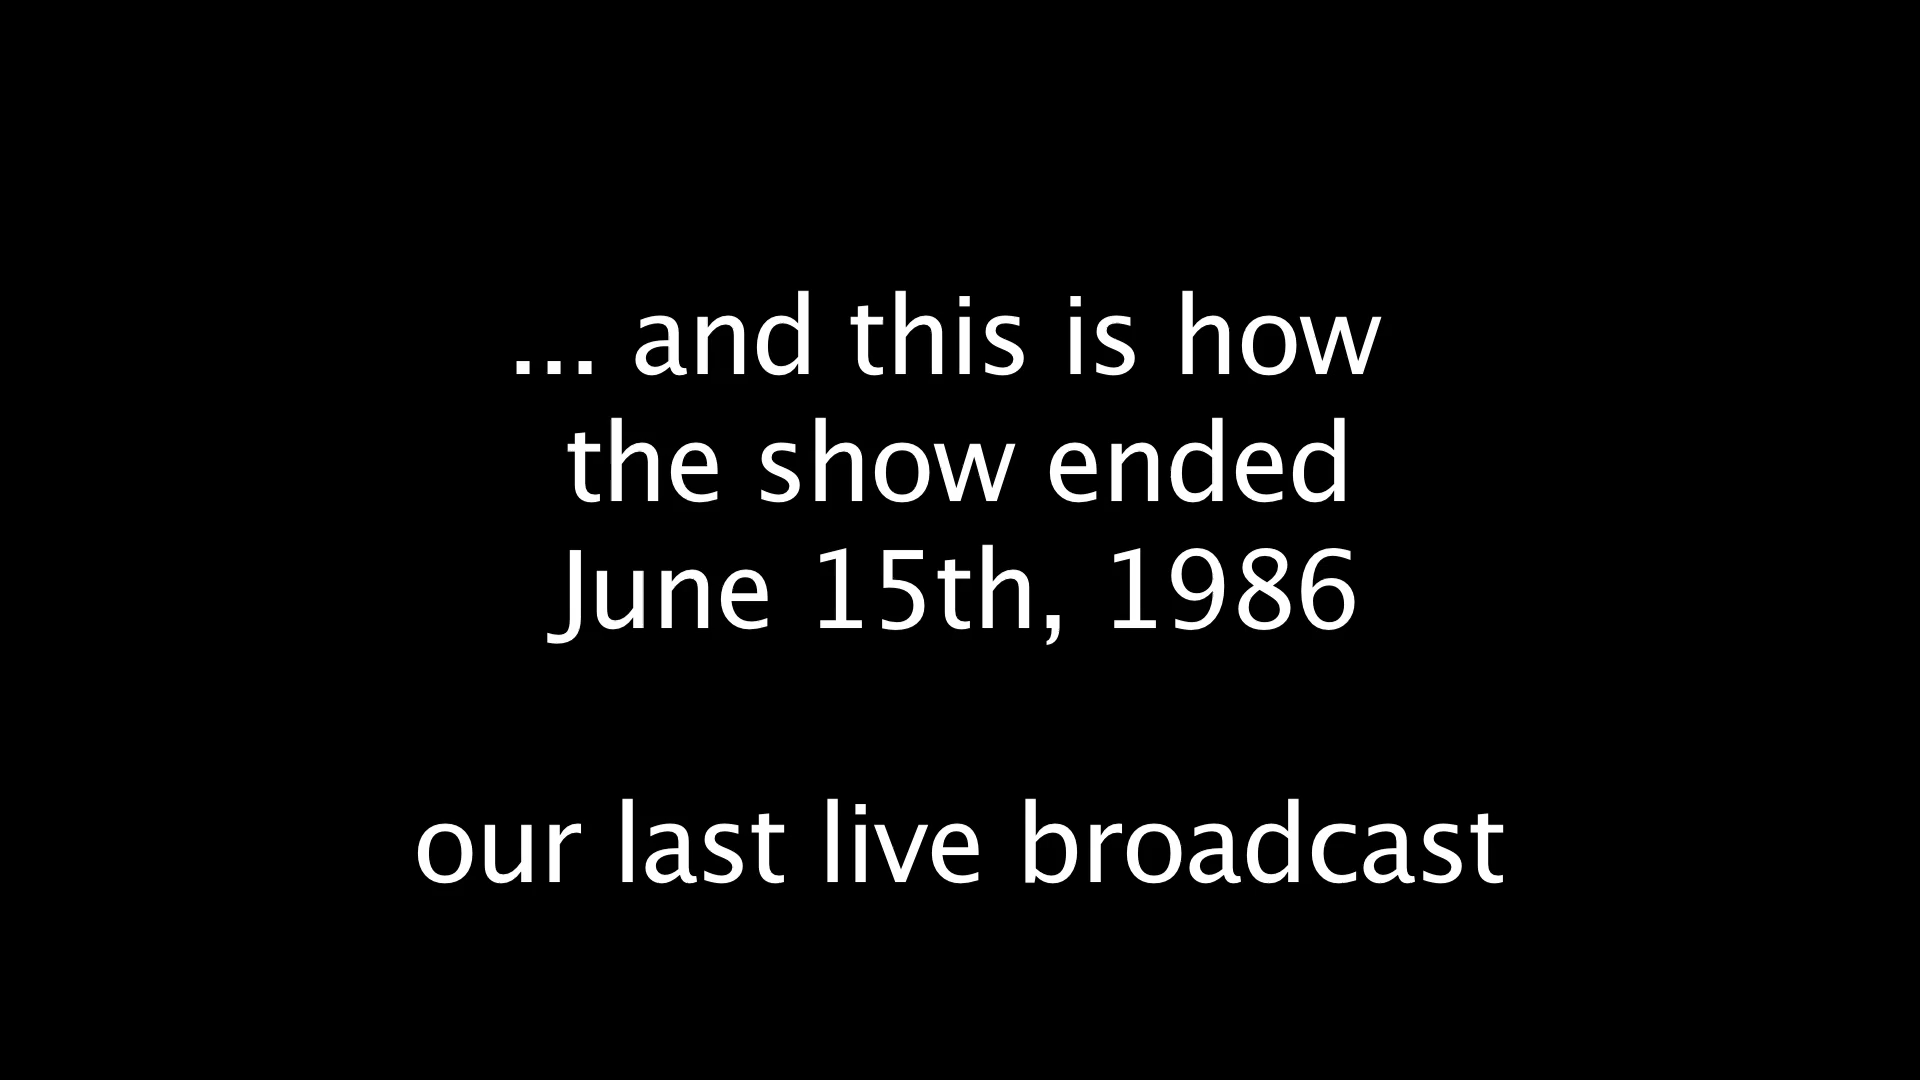 ... and this is how
the show ended
June 15th, 1986
our last live broadcast